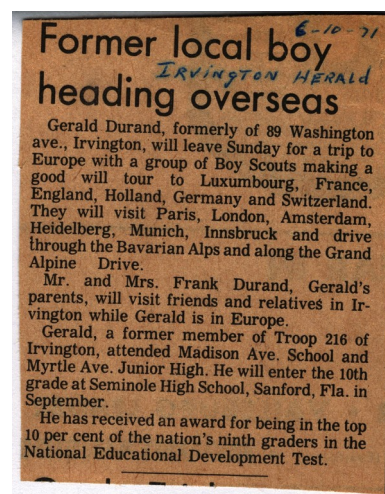 6-10-71
Former local boy
IRVINGTON HERALD
heading overseas
Gerald Durand, formerly of 89 Washington
ave., Irvington, will leave Sunday for a trip to
Europe with a group of Boy Scouts making a
good will tour to Luxumbourg, France,
England, Holland, Germany and Switzerland.
They will visit Paris, London, Amsterdam,
Heidelberg, Munich, Innsbruck and drive
through the Bavarian Alps and along the Grand
Alpine Drive.
Mr. and Mrs. Frank Durand, Gerald's
parents, will visit friends and relatives in Ir-
vington while Gerald is in Europe.
Gerald, a former member of Troop 216 of
Irvington, attended Madison Ave. School and
Myrtle Ave. Junior High. He will enter the 10th
grade at Seminole High School, Sanford, Fla. in
September.
He has received an award for being in the top
10 per cent of the nation's ninth graders in the
National Educational Development Test.